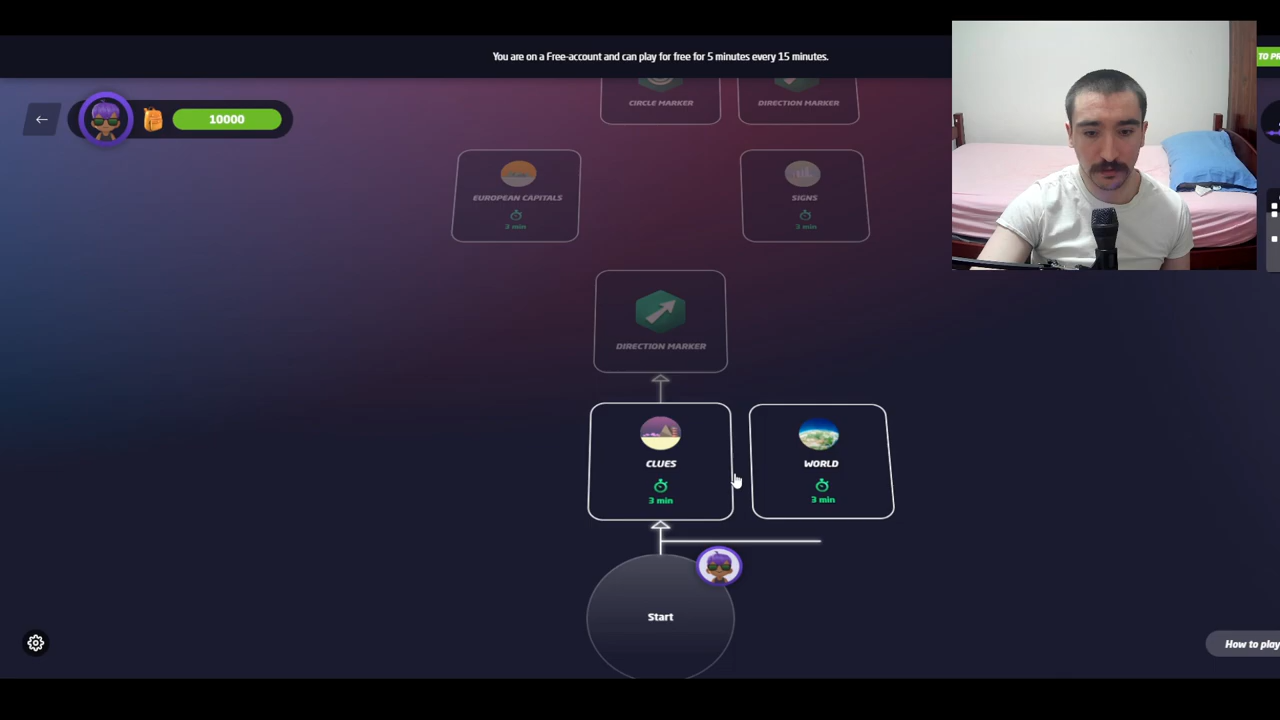 You are on a Free-account and can play for free for 5 minutes every 15 minutes.
TO PR
10000
CIRCLE MARKER
DIRECTION MARKER
EUROPEAN CAPITALS
3 min
SIGNS
3 min
DIRECTION MARKER
CLUES
3 min
WORLD
3 min
Start
How to play